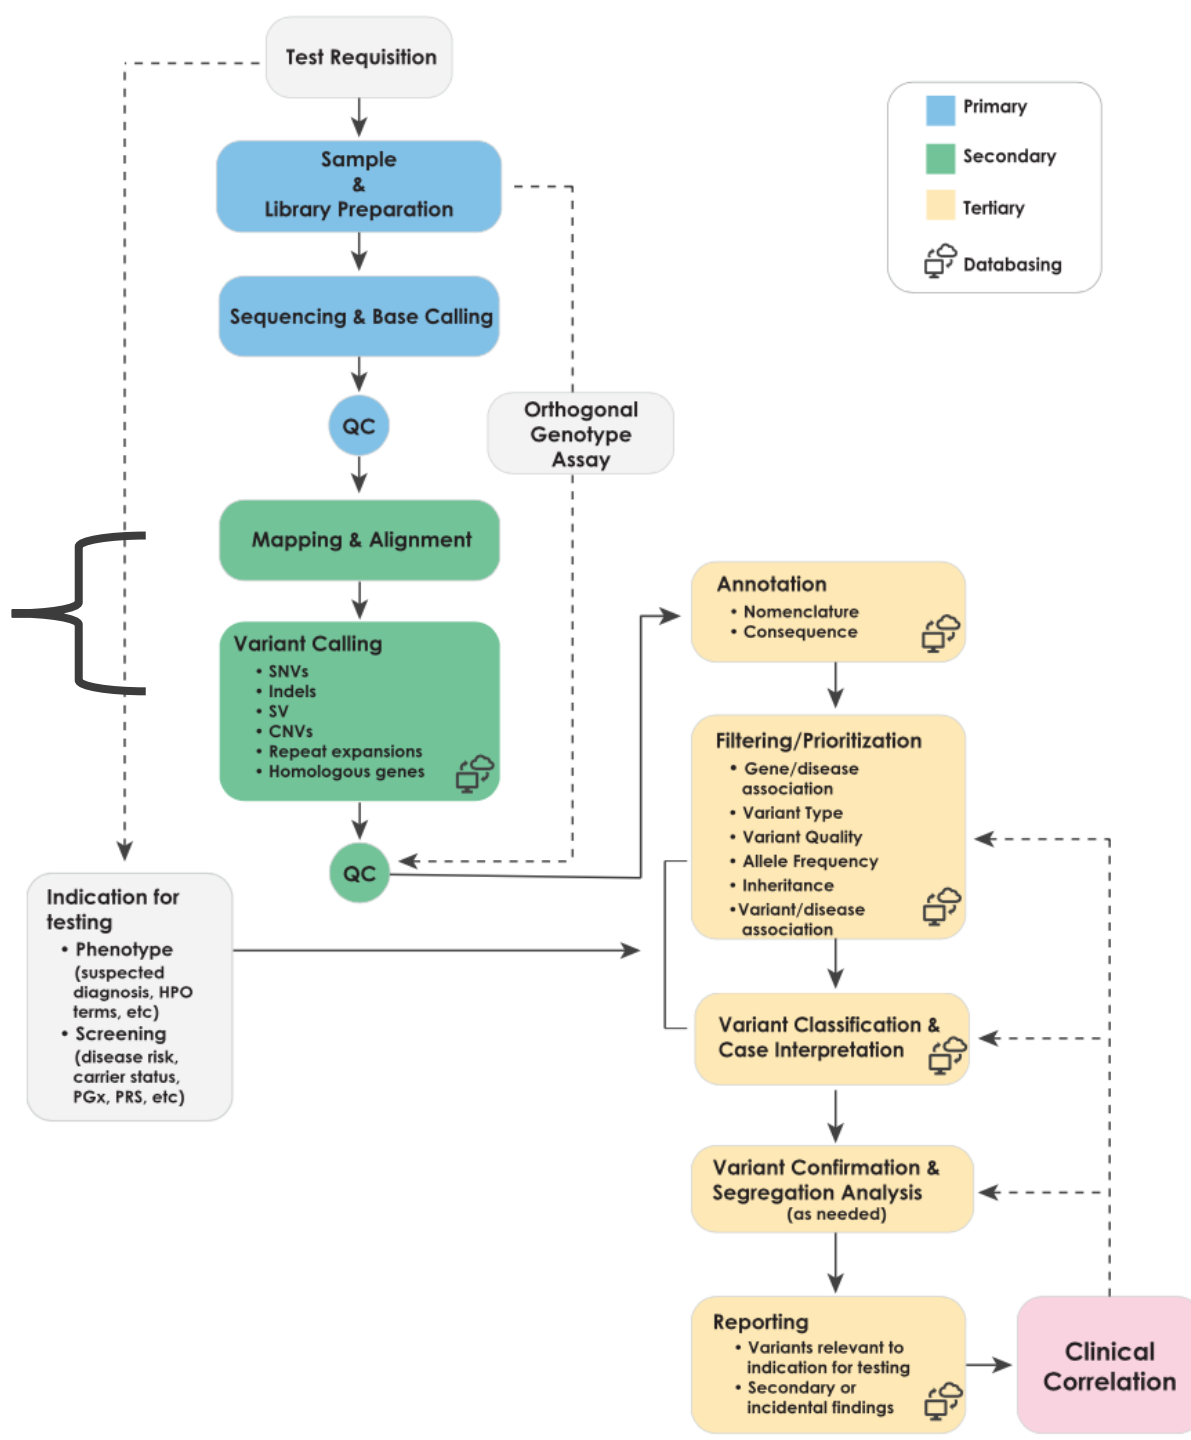 Test Requisition
Sample
&
Library Preparation
Sequencing & Base Calling
QC
Orthogonal
Genotype
Assay
Mapping & Alignment
Variant Calling
• SNVs
• Indels
• SV
• CNVs
• Repeat expansions
• Homologous genes
QC
Indication for
testing
• Phenotype
(suspected
diagnosis, HPO
terms, etc)
• Screening
(disease risk,
carrier status,
PGx, PRS, etc)
Primary
Secondary
Tertiary
Databasing
Annotation
• Nomenclature
• Consequence
Filtering/Prioritization
• Gene/disease
association
• Variant Type
• Variant Quality
• Allele Frequency
• Inheritance
•Variant/disease
association
Variant Classification &
Case Interpretation
Variant Confirmation &
Segregation Analysis
(as needed)
Reporting
• Variants relevant to
indication for testing
• Secondary or
incidental findings
Clinical
Correlation